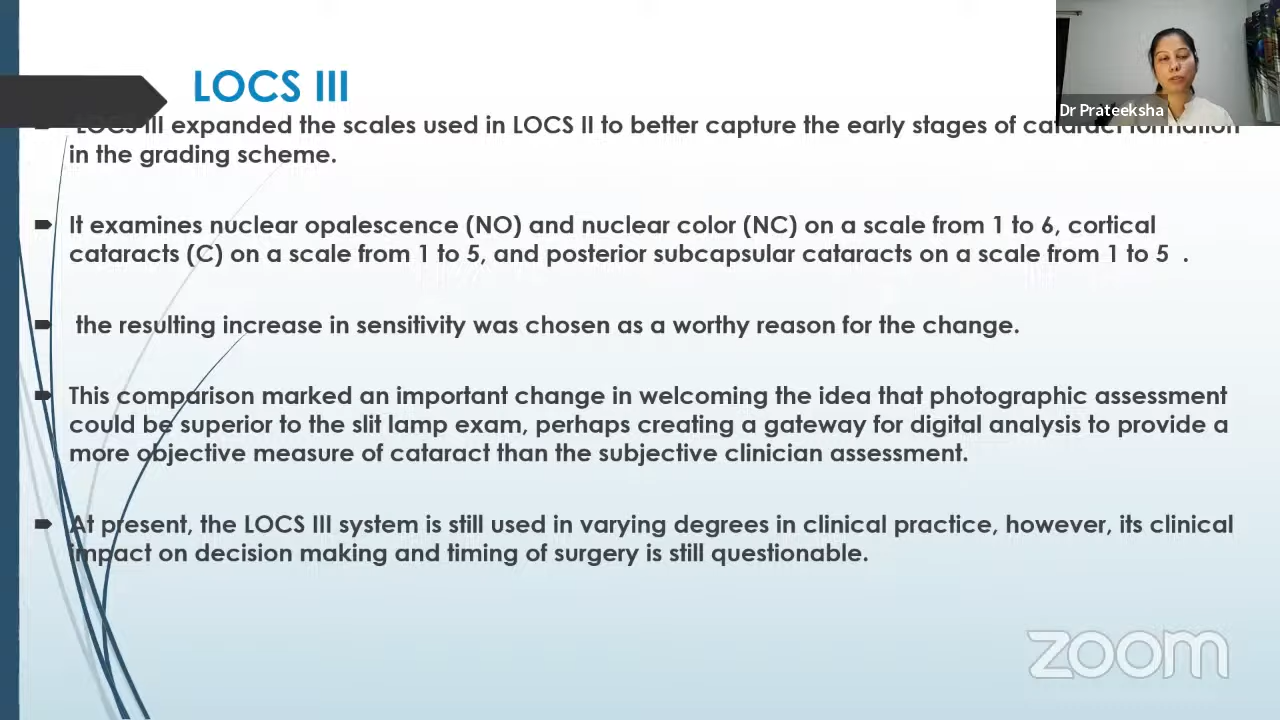 LOCS III
Dr Prateeksha
LOCS III expanded the scales used in LOCS II to better capture the early stages of cataract formation
in the grading scheme.
It examines nuclear opalescence (NO) and nuclear color (NC) on a scale from 1 to 6, cortical
cataracts (C) on a scale from 1 to 5, and posterior subcapsular cataracts on a scale from 1 to 5 .
the resulting increase in sensitivity was chosen as a worthy reason for the change.
This comparison marked an important change in welcoming the idea that photographic assessment
could be superior to the slit lamp exam, perhaps creating a gateway for digital analysis to provide a
more objective measure of cataract than the subjective clinician assessment.
At present, the LOCS III system is still used in varying degrees in clinical practice, however, its clinical
impact on decision making and timing of surgery is still questionable.
zoom